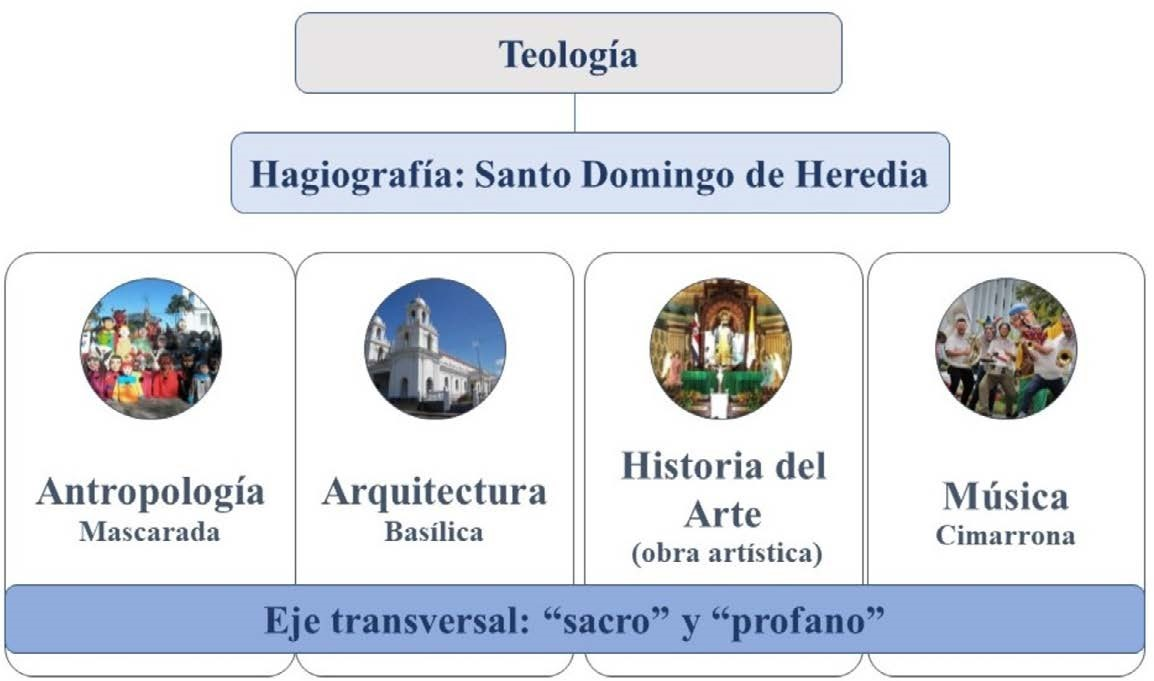 Teología
Hagiografía: Santo Domingo de Heredia
Antropología
Mascarada
Arquitectura
Basílica
Historia del
Arte
(obra artística)
Música
Cimarrona
Eje transversal: “sacro” y “profano”